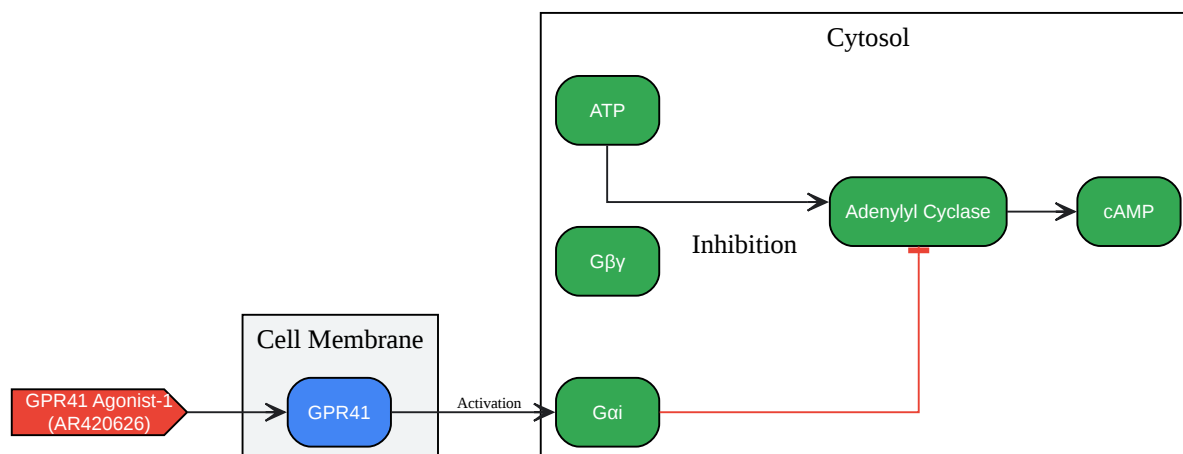 Cytosol
ATP
Adenylyl Cyclase
cAMP
Inhibition
Gβγ
Cell Membrane
GPR41 Agonist-1
(AR420626)
GPR41
Activation
Gαi